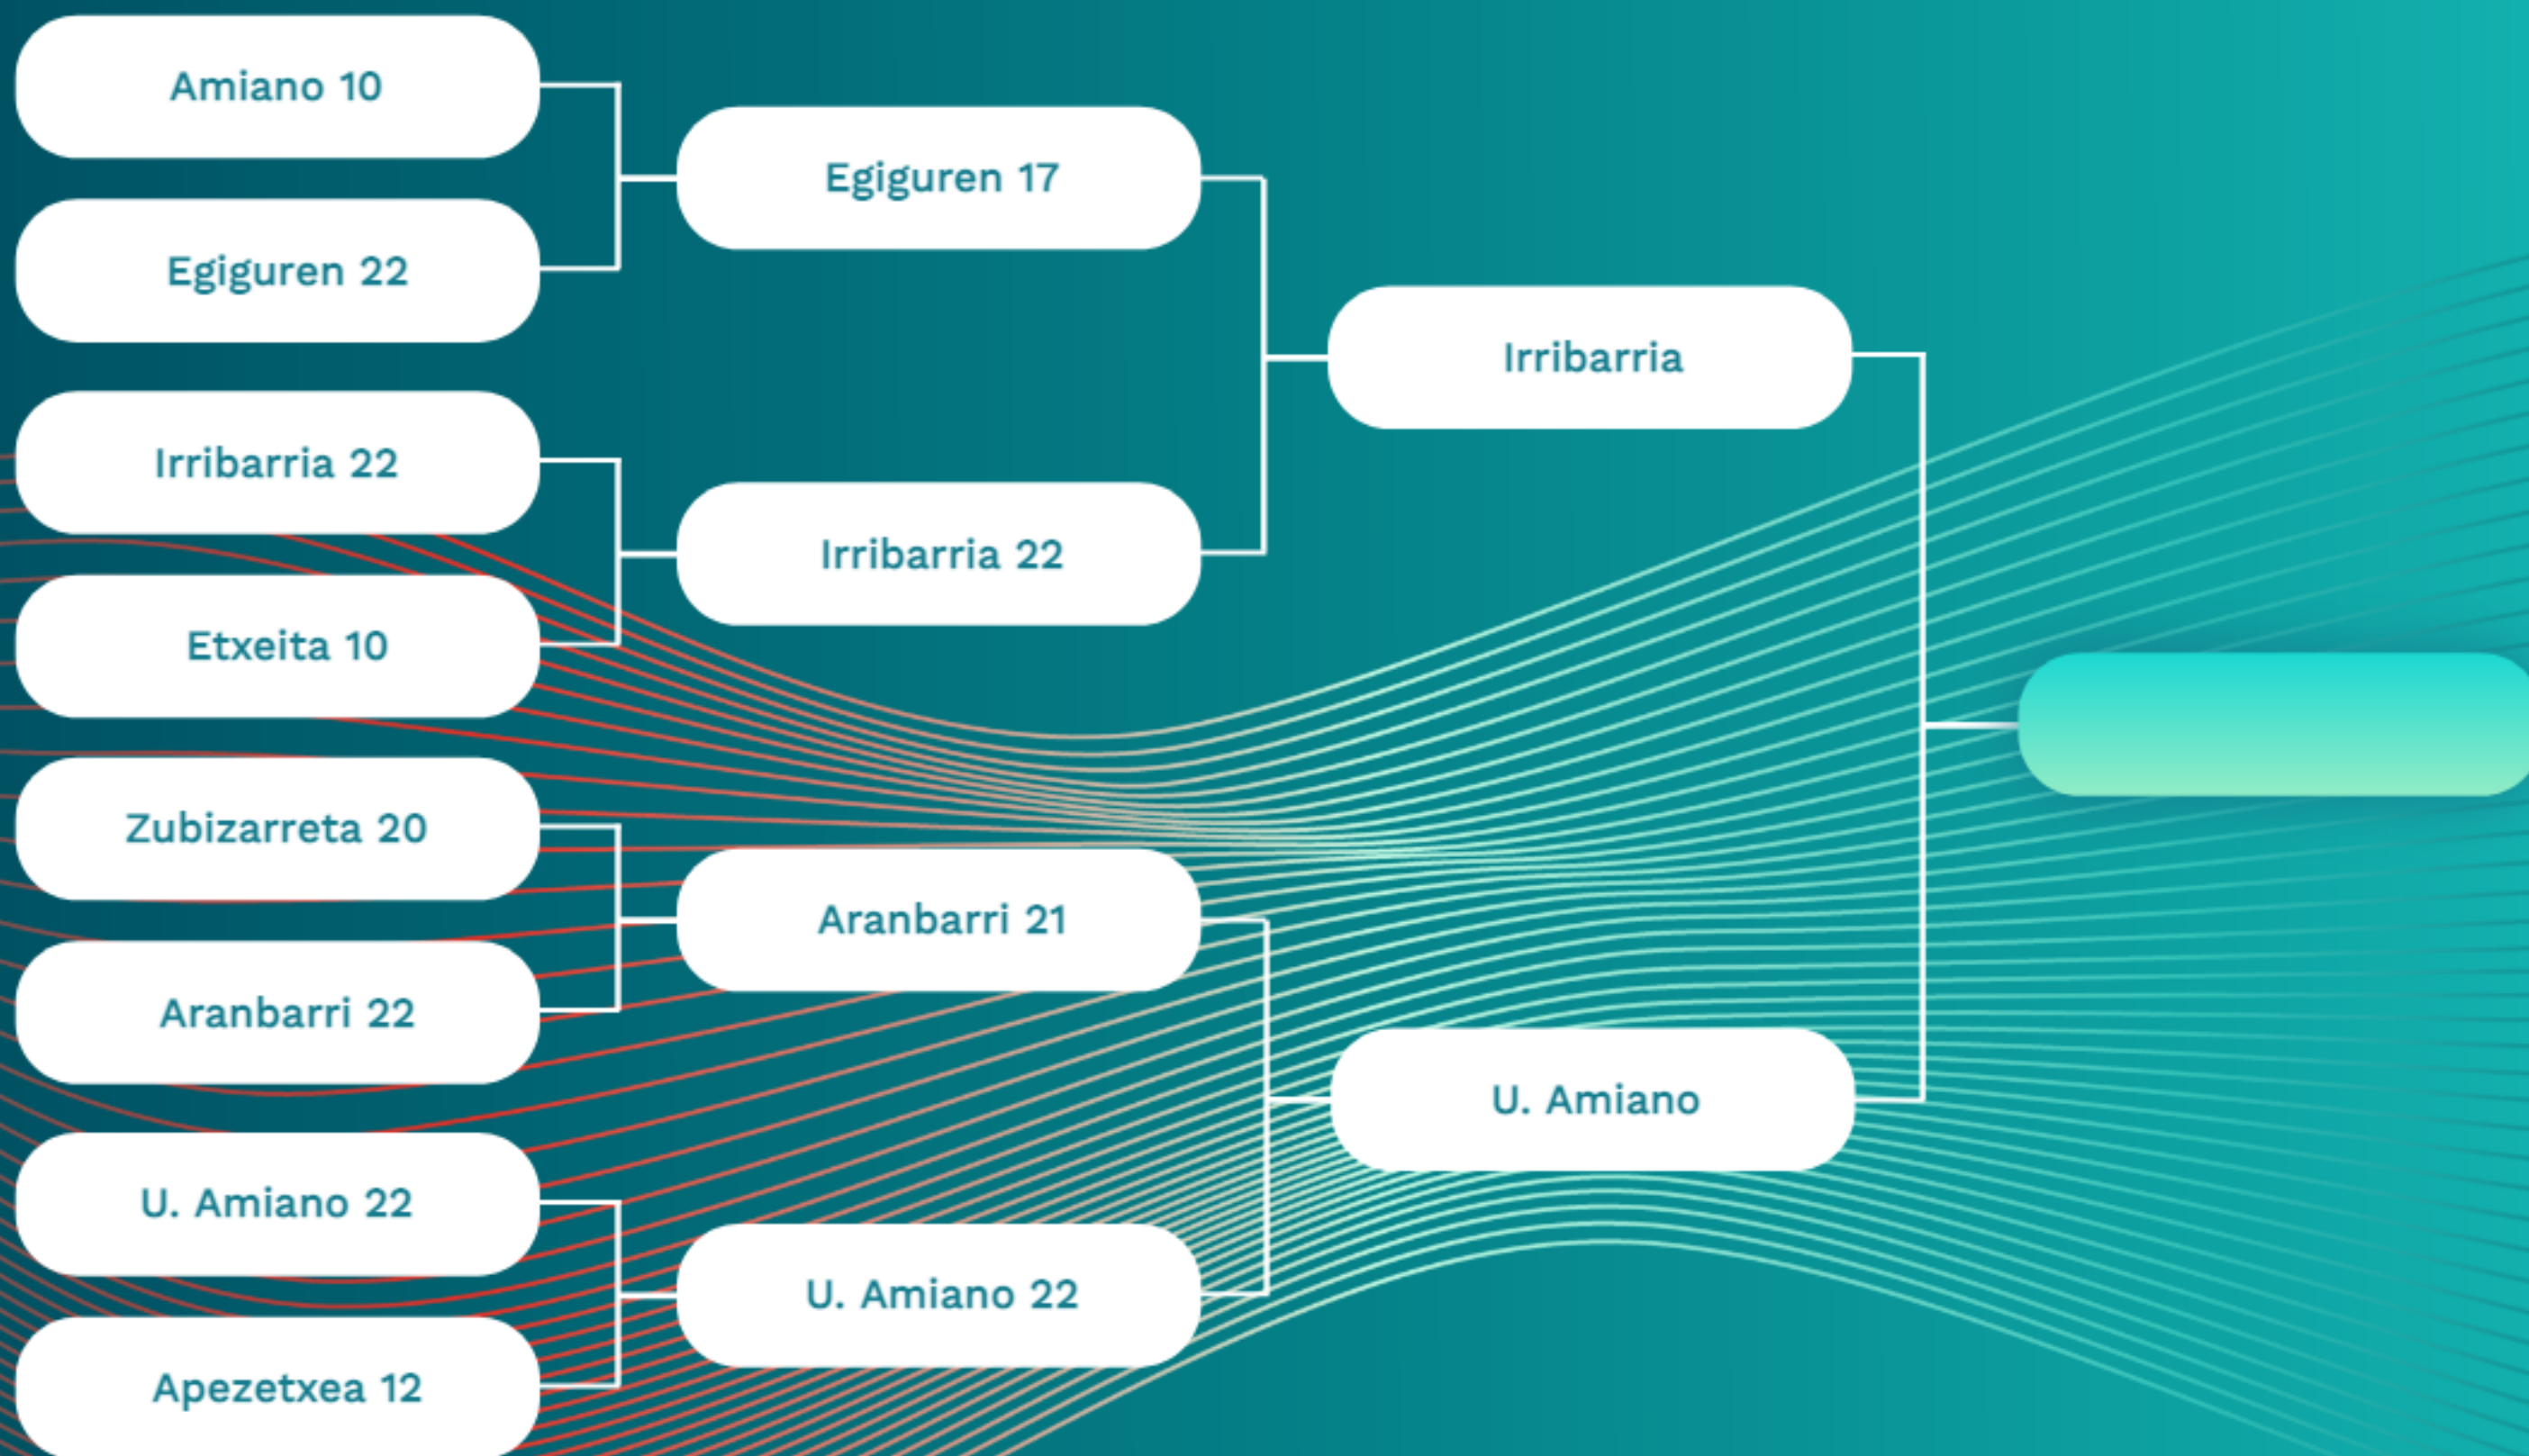 Amiano 10
Egiguren 22
Irribarria 22
Etxeita 10
Zubizarreta 20
Aranbarri 22
U. Amiano 22
Apezetxea 12
Egiguren 17
Irribarria 22
Aranbarri 21
U. Amiano 22
Irribarria
U. Amiano